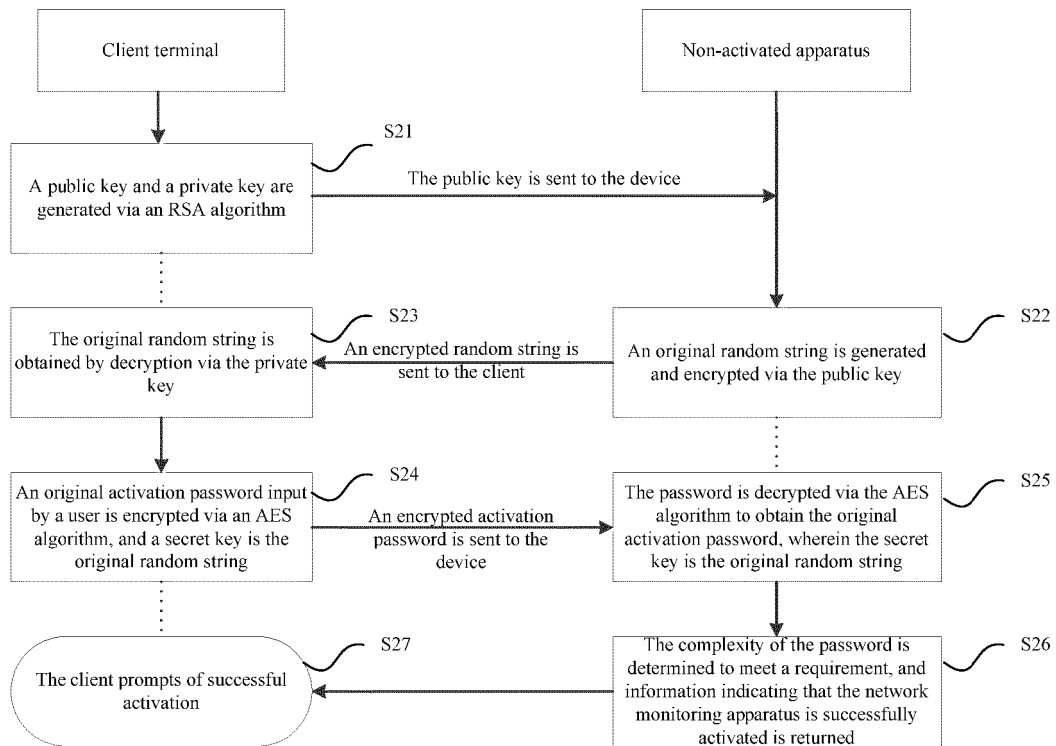 Client terminal
Non-activated apparatus
S21
A public key and a private key are
generated via an RSA algorithm
The public key is sent to the device
S23
The original random string is
obtained by decryption via the private
key
An encrypted random string is
sent to the client
S22
An original random string is generated
and encrypted via the public key
S24
An original activation password input
by a user is encrypted via an AES
algorithm, and a secret key is the
original random string
An encrypted activation
password is sent to the
device
S25
The password is decrypted via the AES
algorithm to obtain the original
activation password, wherein the secret
key is the original random string
S27
The client prompts of successful
activation
S26
The complexity of the password is
determined to meet a requirement, and
information indicating that the network
monitoring apparatus is successfully
activated is returned